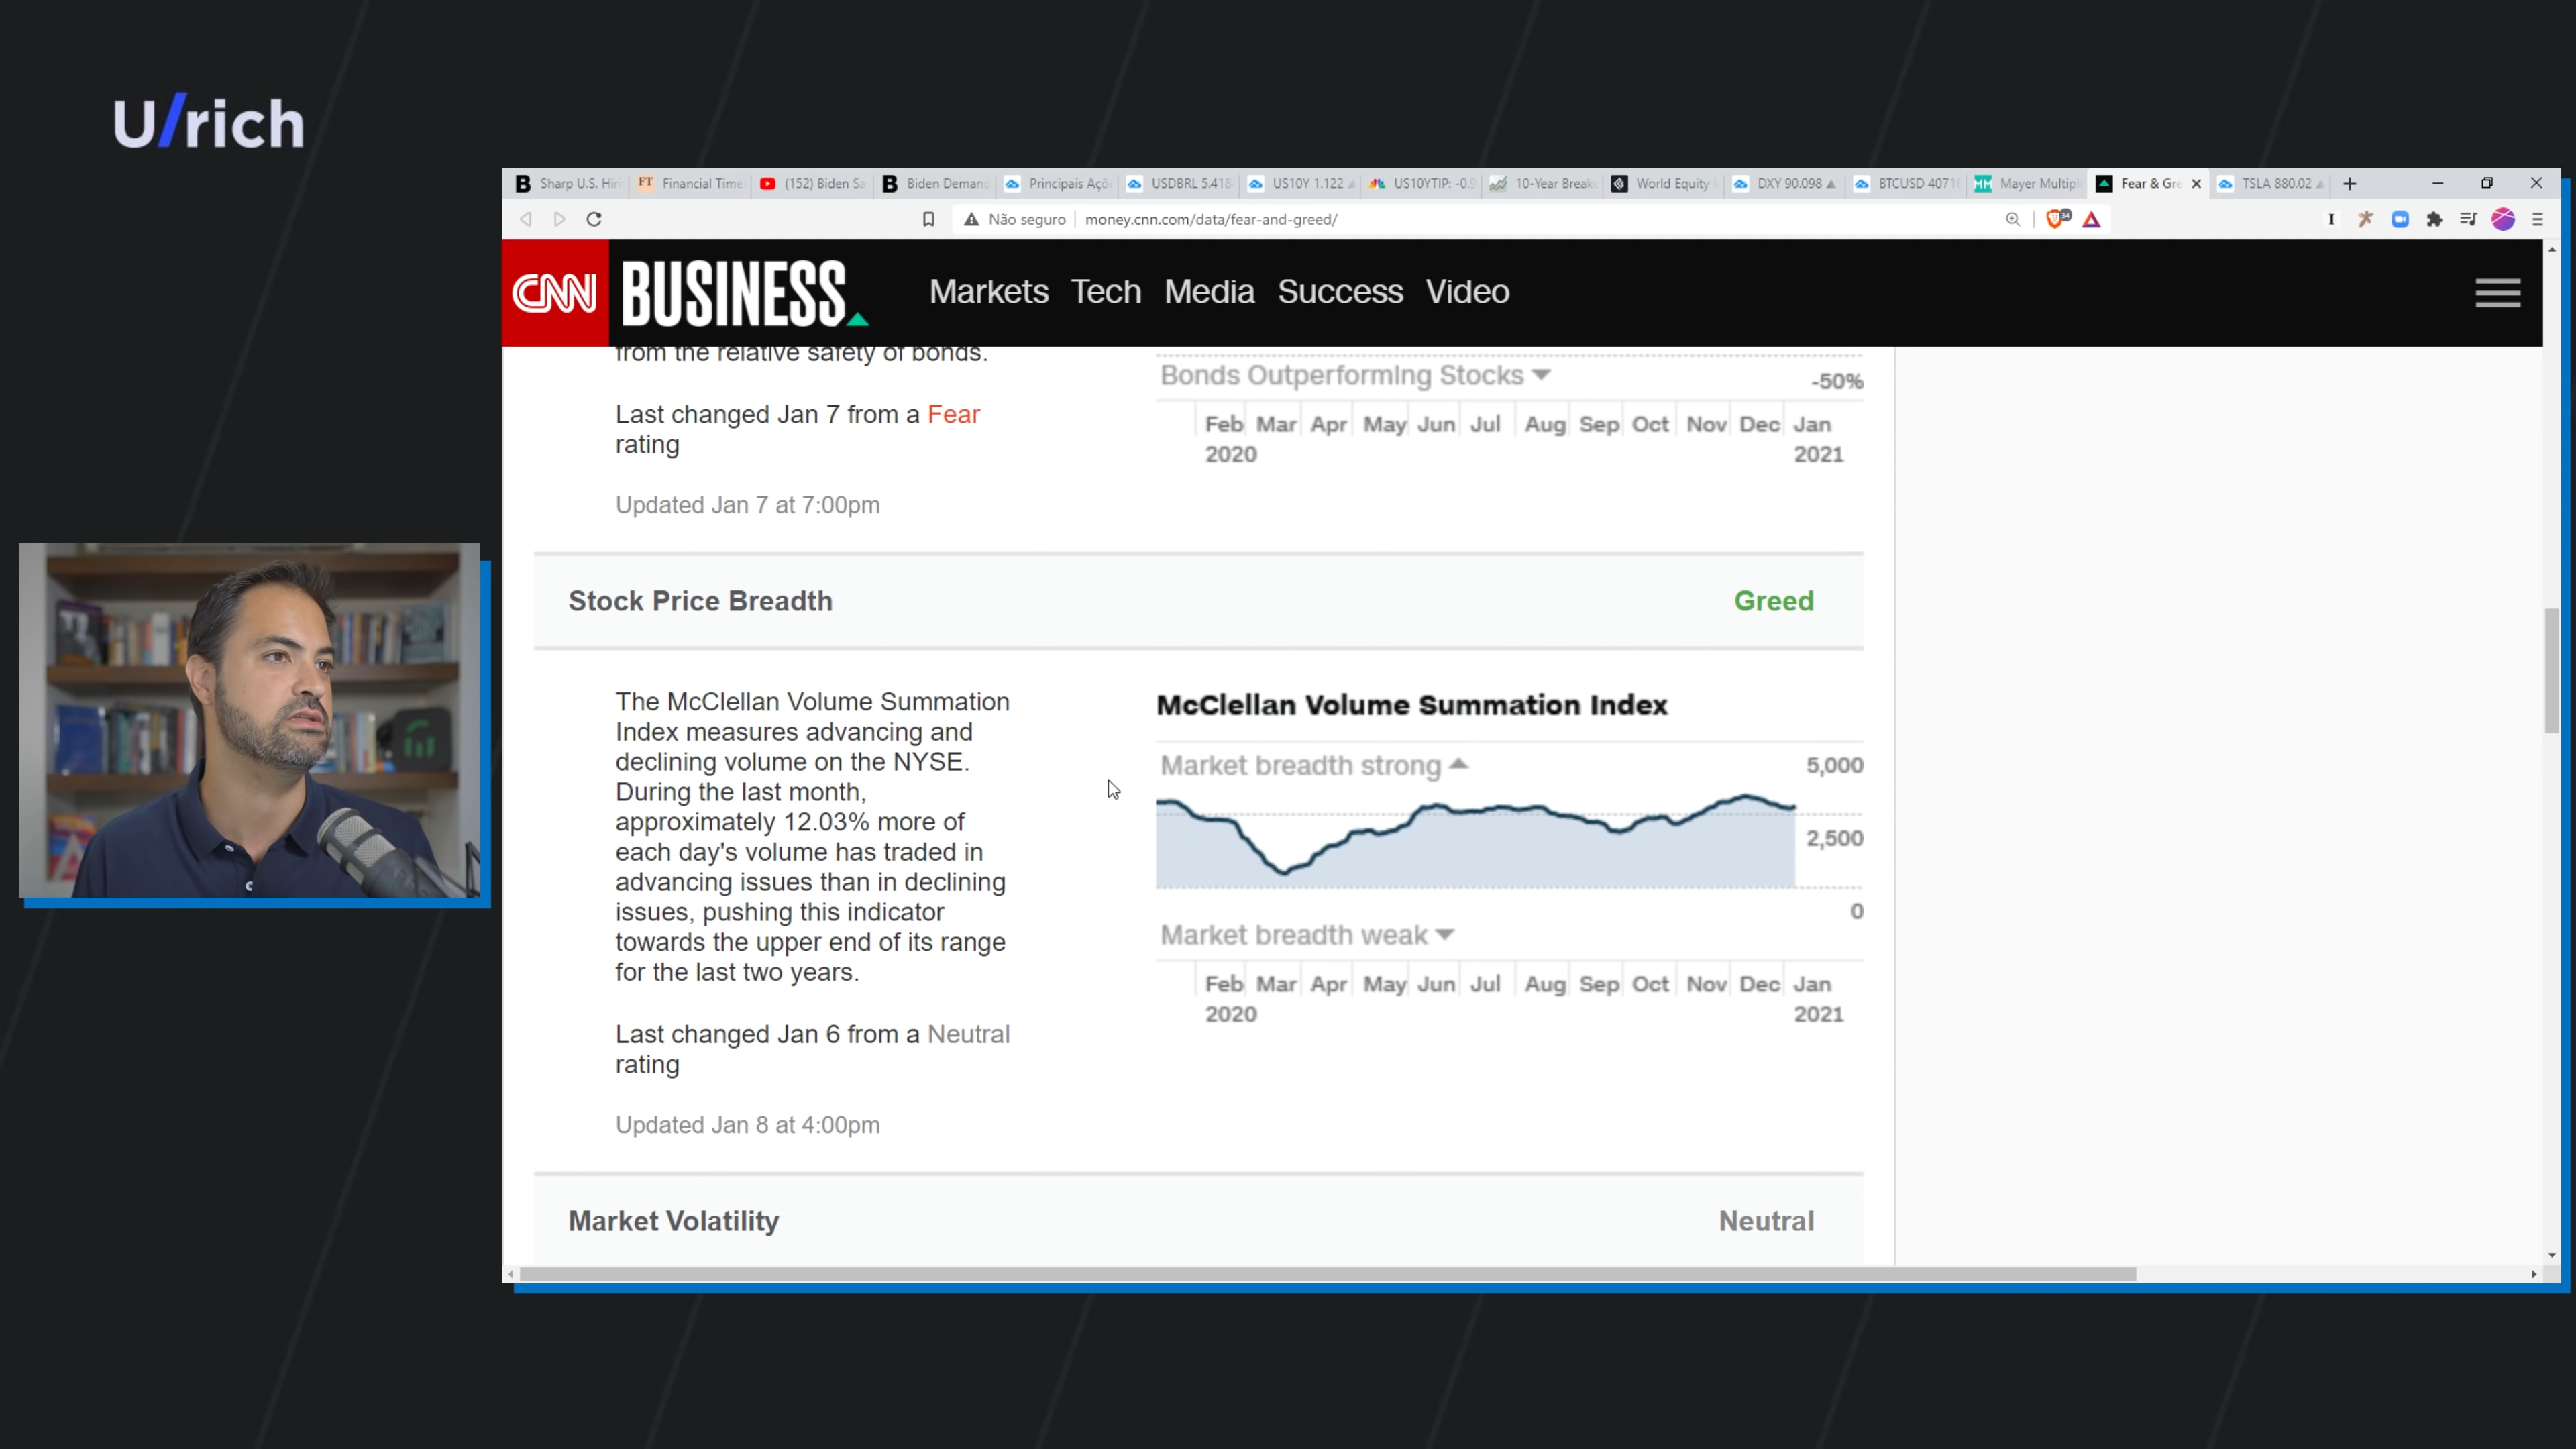 U/rich
Sharp U.S. Hiri
FT Financial Time
(152) Biden Sa
Biden Demand
Principais Açõ
USDBRL 5.418
US10Y 1.122
US10YTIP: -0.9
10-Year Break
World Equity
DXY 90.098
BTCUSD 4071
MM Mayer Multipl
Fear & Gre
TSLA 880.02
Não seguro
money.cnn.com/data/fear-and-greed/
34
CNN BUSINESS
Markets Tech Media Success Video
from the relative safety of bonds.
Last changed Jan 7 from a Fear
rating
Updated Jan 7 at 7:00pm
Bonds Outperforming Stocks
-50%
Feb Mar Apr May Jun Jul Aug Sep Oct Nov Dec Jan
2020 2021
Stock Price Breadth Greed
The McClellan Volume Summation
Index measures advancing and
declining volume on the NYSE.
During the last month,
approximately 12.03% more of
each day's volume has traded in
advancing issues than in declining
issues, pushing this indicator
towards the upper end of its range
for the last two years.
Last changed Jan 6 from a Neutral
rating
Updated Jan 8 at 4:00pm
McClellan Volume Summation Index
Market breadth strong
5,000
2,500
0
Market breadth weak
Feb Mar Apr May Jun Jul Aug Sep Oct Nov Dec Jan
2020 2021
Market Volatility Neutral